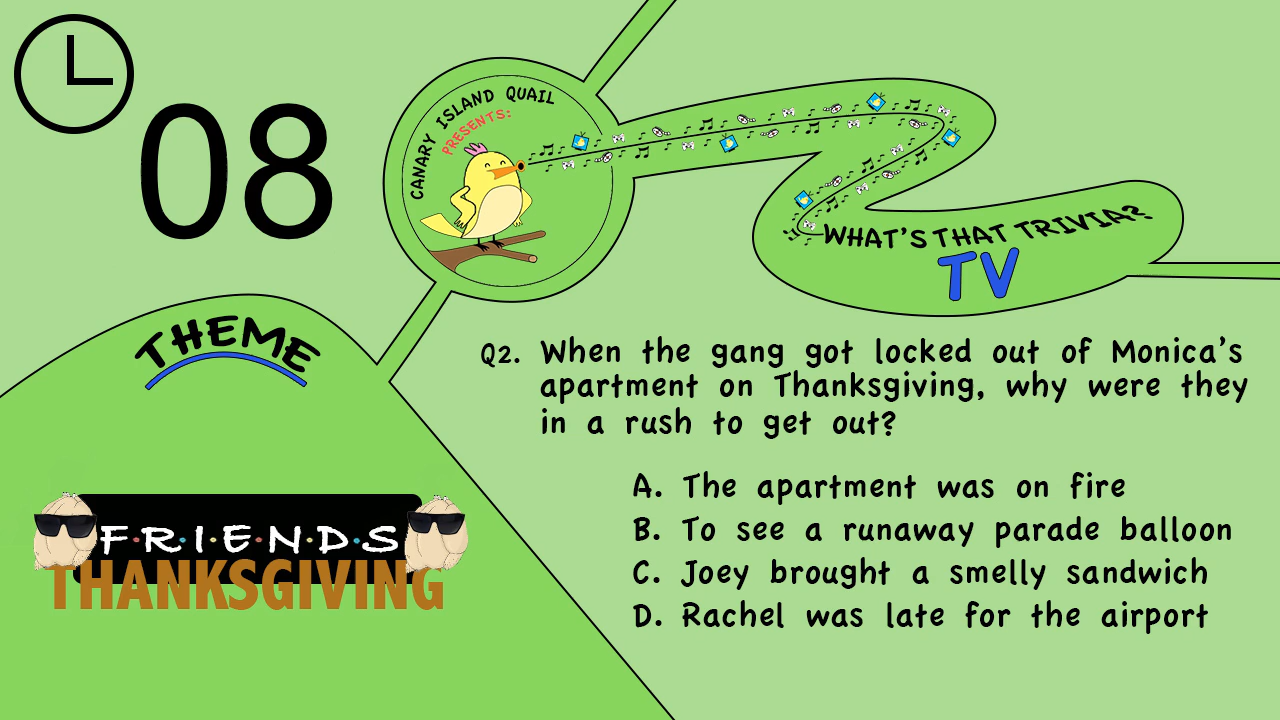 08
CANARY ISLAND QUAIL
PRESENTS:
WHAT'S THAT TRIVIA?
TV
THEME
F·R·I·E·N·D·S
THANKSGIVING
Q2. When the gang got locked out of Monica's
apartment on Thanksgiving, why were they
in a rush to get out?
A. The apartment was on fire
B. To see a runaway parade balloon
C. Joey brought a smelly sandwich
D. Rachel was late for the airport